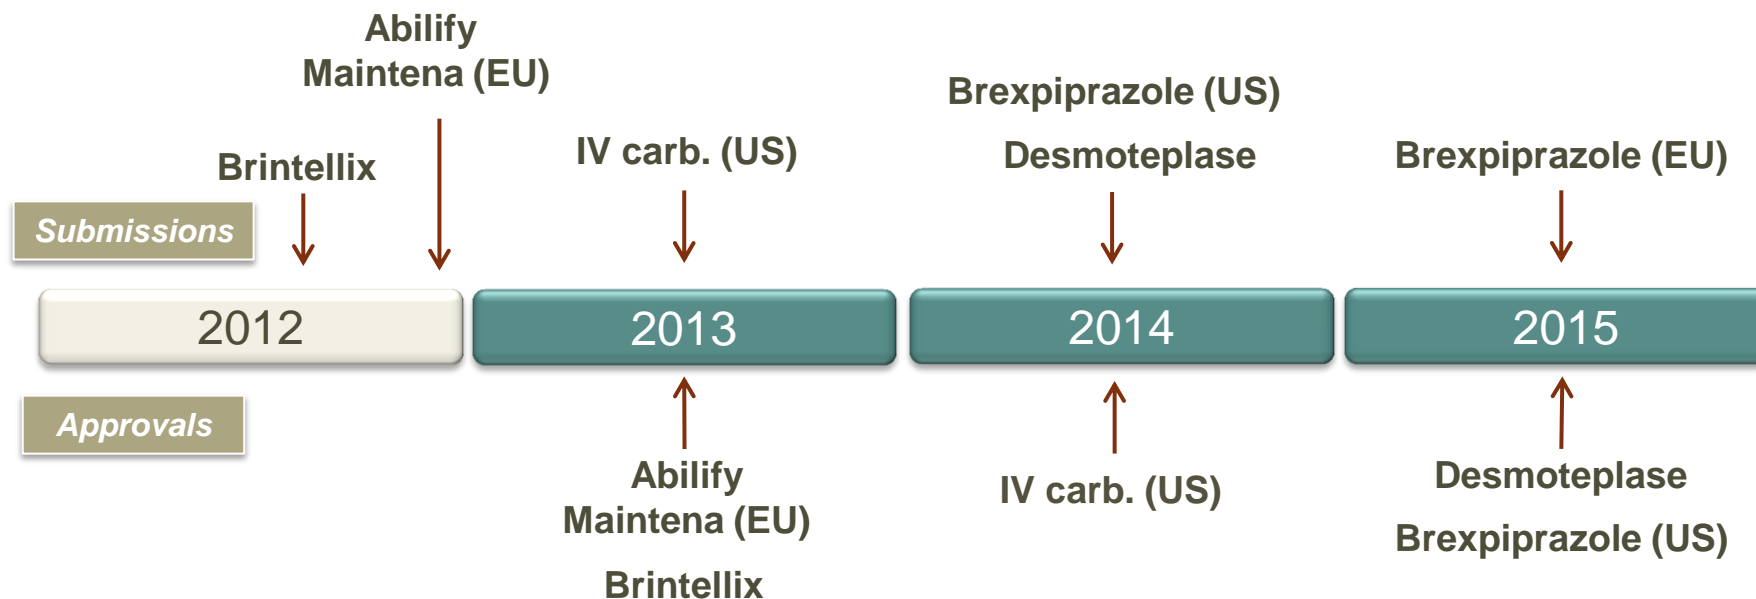 Abilify
Maintena (EU)
Brintellix
IV carb. (US)
Brexpiprazole (US)
Desmoteplase
Brexpiprazole (EU)
Submissions
2012
2013
2014
2015
Approvals
Abilify
Maintena (EU)
Brintellix
IV carb. (US)
Desmoteplase
Brexpiprazole (US)